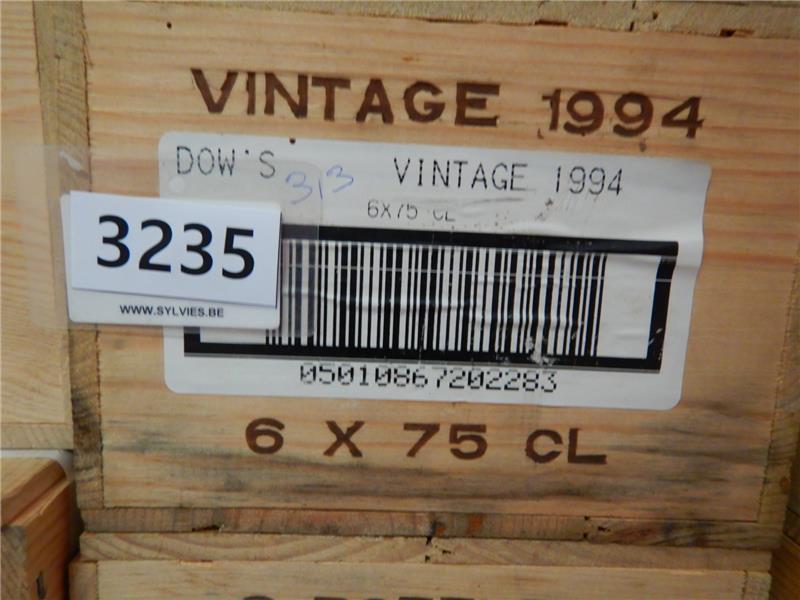 VINTAGE 1994
DOW'S VINTAGE 1994
313
6X75 CL
3235
WWW.SYLVIES.BE
05010867202283
6 X 75 CL